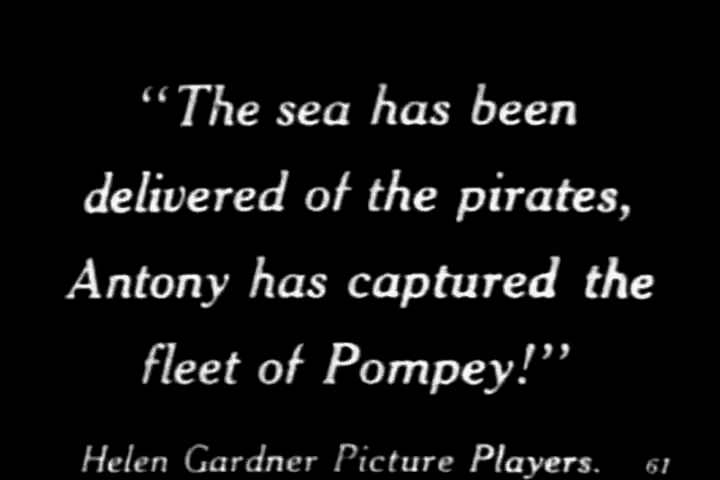 “The sea has been
delivered of the pirates,
Antony has captured the
fleet of Pompey!”
Helen Gardner Picture Players. 61